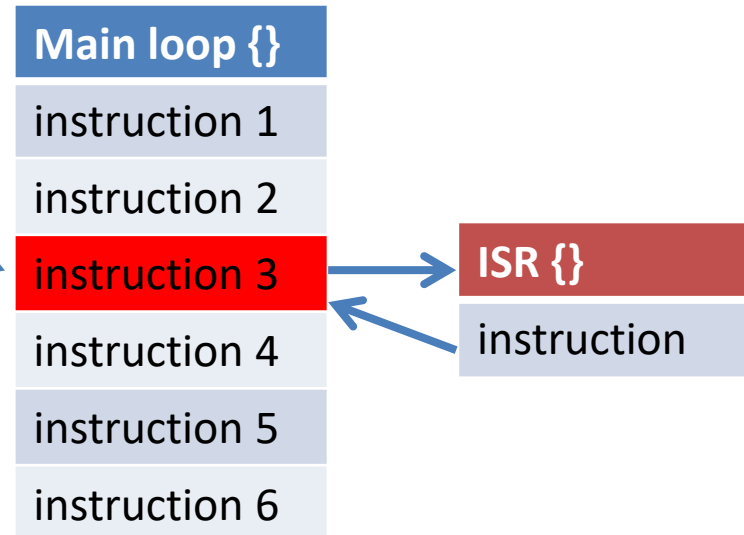 Main loop {}
instruction 1
instruction 2
instruction 3
instruction 4
instruction 5
instruction 6
ISR {}
instruction